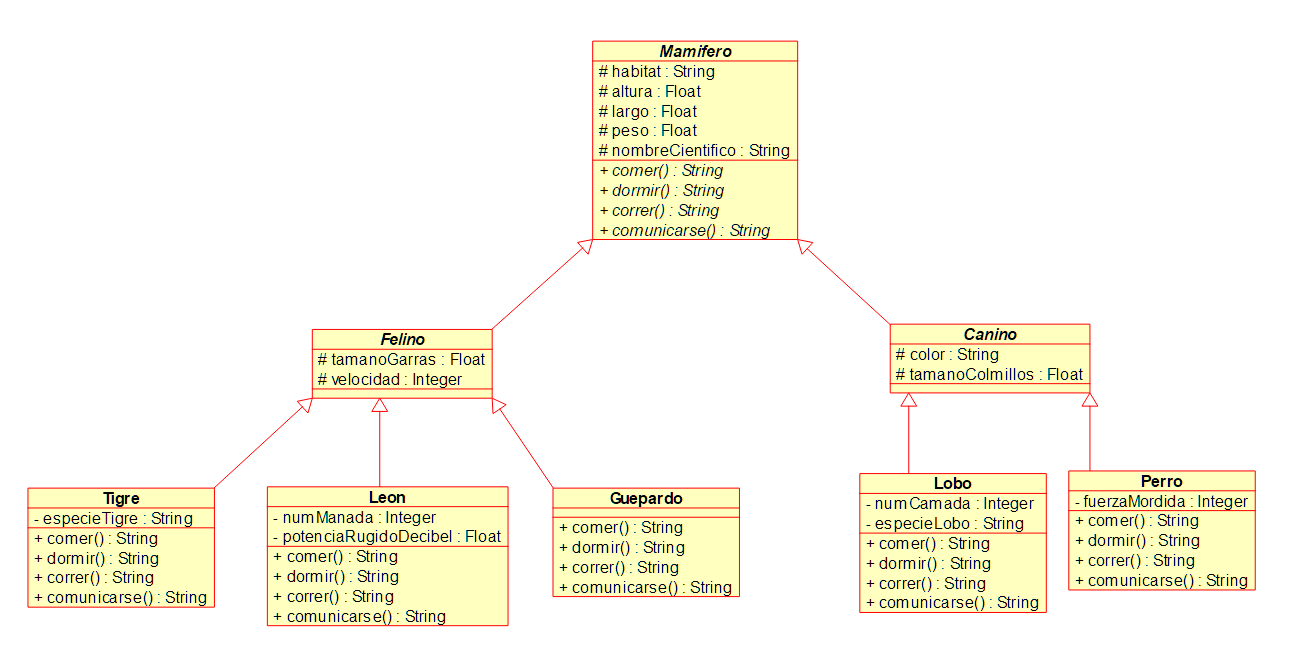 Mamifero
# habitat : String
# altura : Float
# largo : Float
# peso : Float
# nombreCientifico : String
+ comer() : String
+ dormir() : String
+ correr() : String
+ comunicarse() : String
Felino
# tamanoGarras : Float
# velocidad : Integer
Canino
# color : String
# tamanoColmillos : Float
Tigre
- especieTigre : String
+ comer() : String
+ dormir() : String
+ correr() : String
+ comunicarse() : String
Leon
- numManada : Integer
- potenciaRugidoDecibel : Float
+ comer() : String
+ dormir() : String
+ correr() : String
+ comunicarse() : String
Guepardo
+ comer() : String
+ dormir() : String
+ correr() : String
+ comunicarse() : String
Lobo
- numCamada : Integer
- especieLobo : String
+ comer() : String
+ dormir() : String
+ correr() : String
+ comunicarse() : String
Perro
- fuerzaMordida : Integer
+ comer() : String
+ dormir() : String
+ correr() : String
+ comunicarse() : String